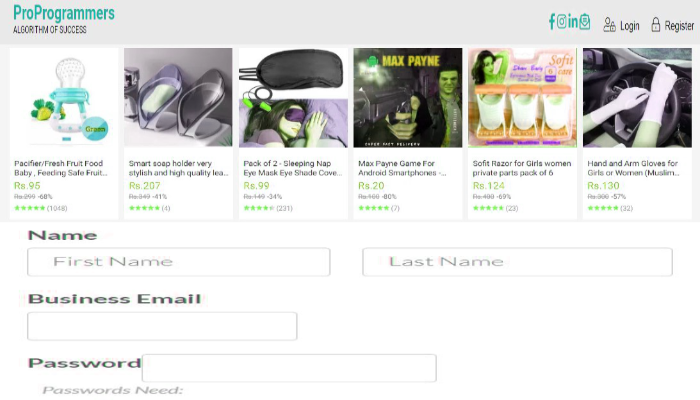 ProProgrammers
ALGORITHM OF SUCCESS
Login
Register
Green
MAX PAYNE
Sofit
care
Pacifier/Fresh Fruit Food
Baby , Feeding Safe Fruit...
Rs.95
Rs.299 -68%
(1048)
Smart soap holder very
stylish and high quality lea...
Rs.207
Rs.349 -41%
(4)
Pack of 2 - Sleeping Nap
Eye Mask Eye Shade Cove...
Rs.99
Rs.149 -34%
(231)
Max Payne Game For
Android Smartphones -...
Rs.20
Rs.100 -80%
(7)
Sofit Razor for Girls women
private parts pack of 6
Rs.124
Rs.400 -69%
(23)
Hand and Arm Gloves for
Girls or Women (Muslim...
Rs.130
Rs.300 -57%
(32)
Name
First Name
Last Name
Business Email
Password
Passwords Need: